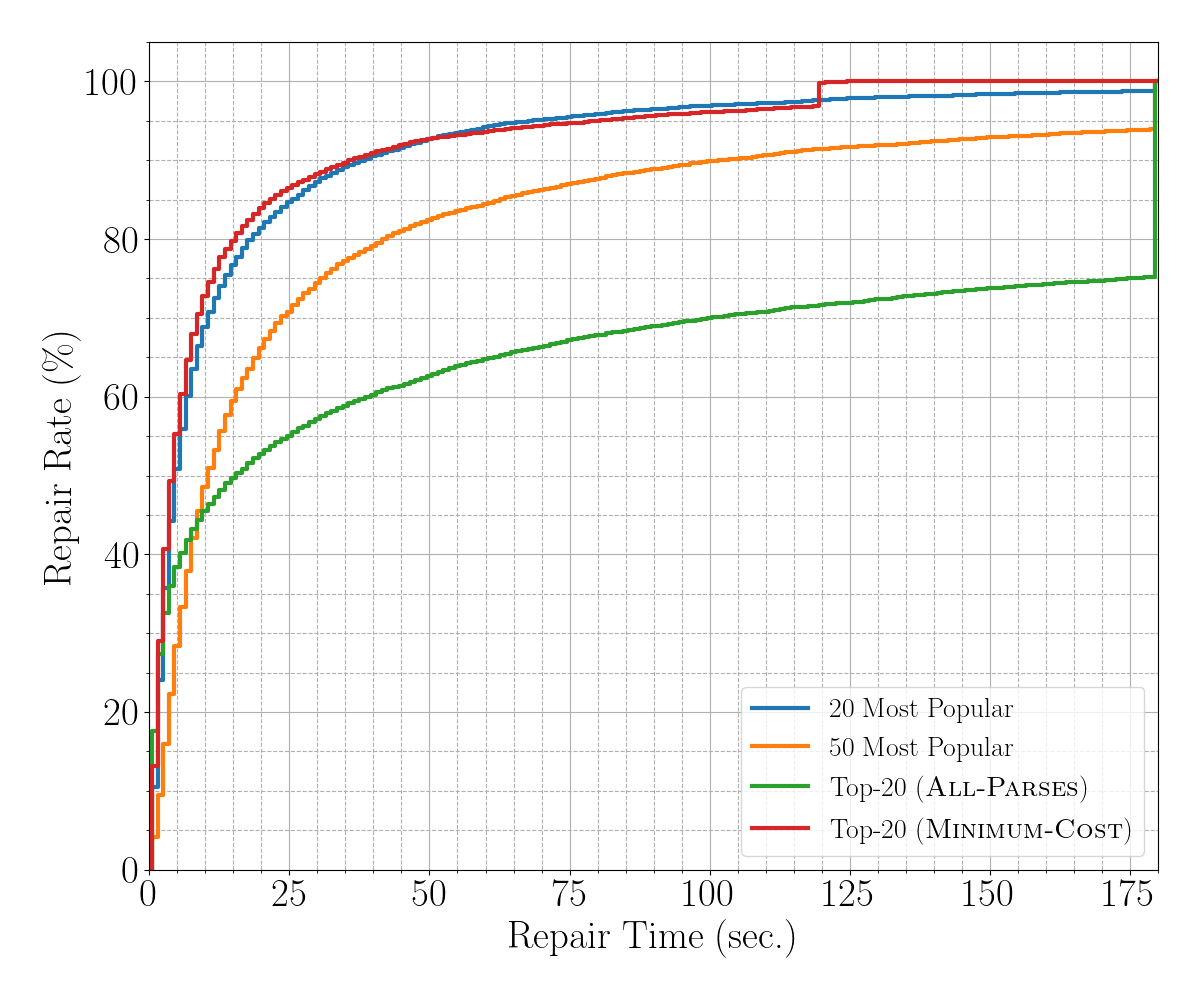 100
80
60
40
20
0
Repair Rate (%)
0 25 50 75 100 125 150 175
Repair Time (sec.)
20 Most Popular
50 Most Popular
Top-20 (All-Parses)
Top-20 (Minimum-Cost)